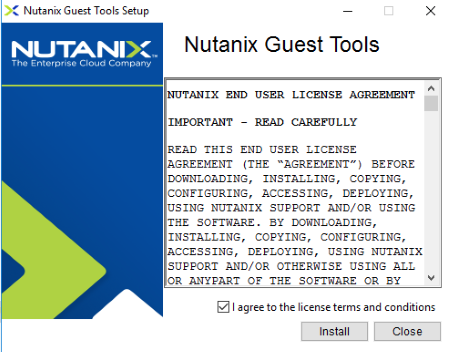 Nutanix Guest Tools Setup
NUTANIX
The Enterprise Cloud Company
Nutanix Guest Tools
NUTANIX END USER LICENSE AGREEMENT
IMPORTANT - READ CAREFULLY
READ THIS END USER LICENSE
AGREEMENT (THE “AGREEMENT”) BEFORE
DOWNLOADING, INSTALLING, COPYING,
CONFIGURING, ACCESSING, DEPLOYING,
USING NUTANIX SUPPORT AND/OR USING
THE SOFTWARE. BY DOWNLOADING,
INSTALLING, COPYING, CONFIGURING,
ACCESSING, DEPLOYING, USING NUTANIX
SUPPORT AND/OR OTHERWISE USING ALL
OR ANYPART OF THE SOFTWARE OR BY
I agree to the license terms and conditions
Install
Close